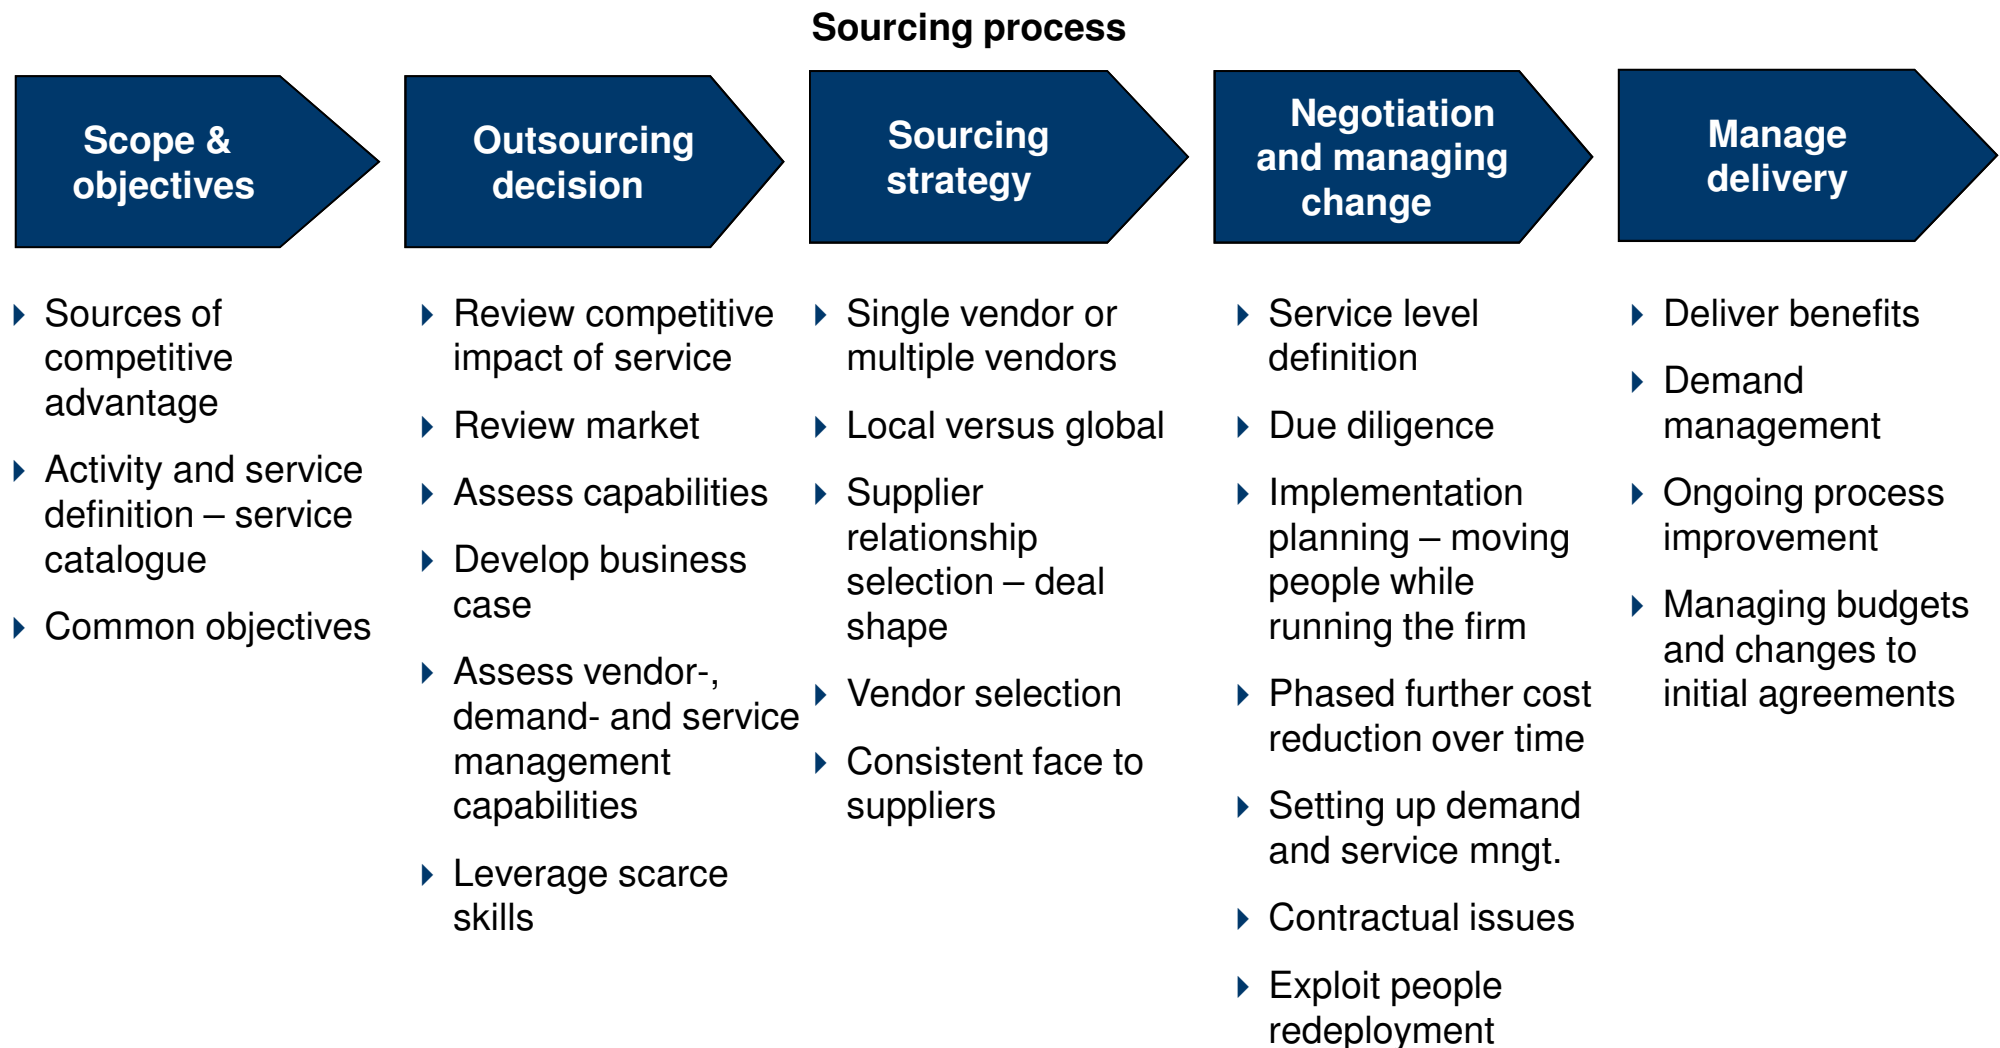 Sourcing process
Scope &
objectives
Outsourcing
decision
Sourcing
strategy
Negotiation
and managing
change
Manage
delivery
Sources of
competitive
advantage
Activity and service
definition – service
catalogue
Common objectives
Review competitive
impact of service
Review market
Assess capabilities
Develop business
case
Assess vendor-,
demand- and service
management
capabilities
Leverage scarce
skills
Single vendor or
multiple vendors
Local versus global
Supplier
relationship
selection – deal
shape
Vendor selection
Consistent face to
suppliers
Service level
definition
Due diligence
Implementation
planning – moving
people while
running the firm
Phased further cost
reduction over time
Setting up demand
and service mngt.
Contractual issues
Exploit people
redeployment
Deliver benefits
Demand
management
Ongoing process
improvement
Managing budgets
and changes to
initial agreements